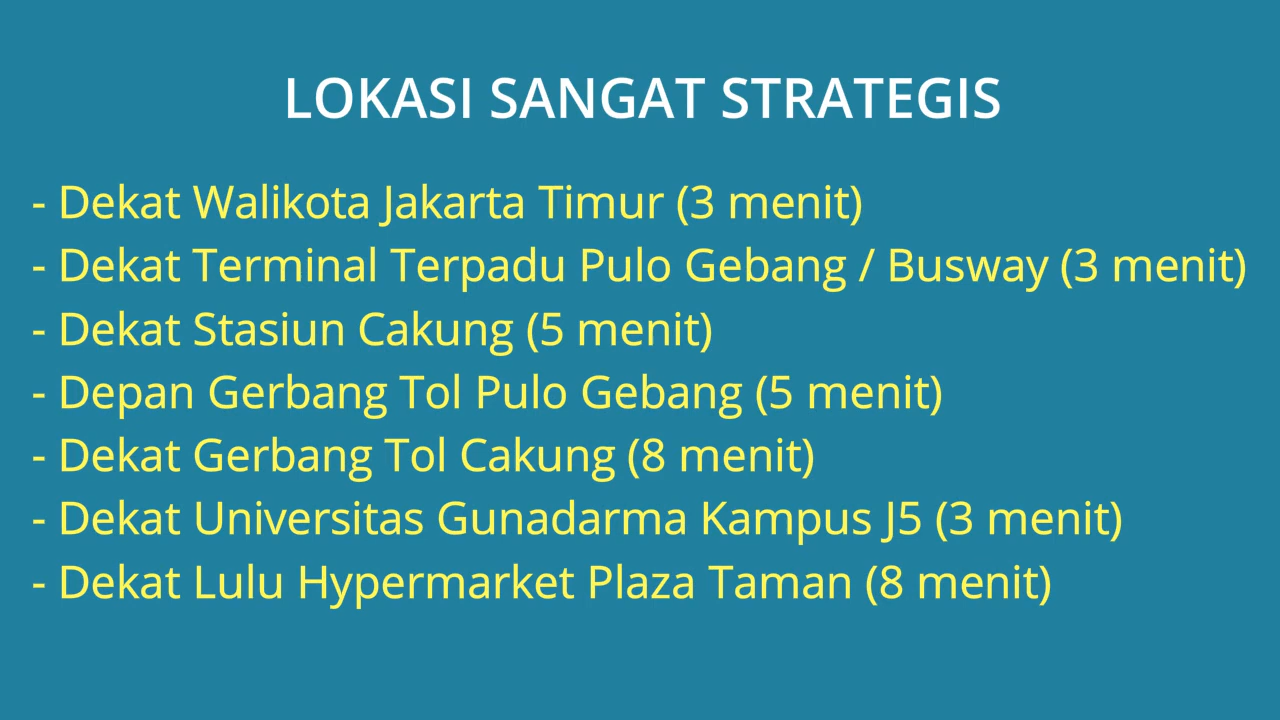 LOKASI SANGAT STRATEGIS
- Dekat Walikota Jakarta Timur (3 menit)
- Dekat Terminal Terpadu Pulo Gebang / Busway (3 menit)
- Dekat Stasiun Cakung (5 menit)
- Depan Gerbang Tol Pulo Gebang (5 menit)
- Dekat Gerbang Tol Cakung (8 menit)
- Dekat Universitas Gunadarma Kampus J5 (3 menit)
- Dekat Lulu Hypermarket Plaza Taman (8 menit)